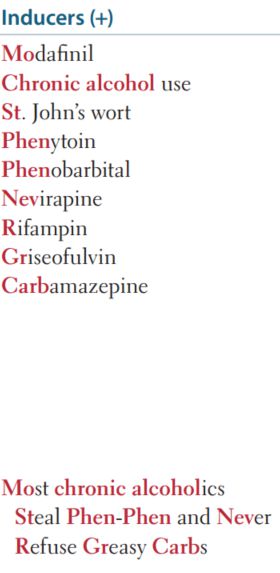 Inducers (+)
Modafinil
Chronic alcohol use
St. John's wort
Phenytoin
Phenobarbital
Nevirapine
Rifampin
Griseofulvin
Carbamazepine
Most chronic alcoholics
Steal Phen-Phen and Never
Refuse Greasy Carbs